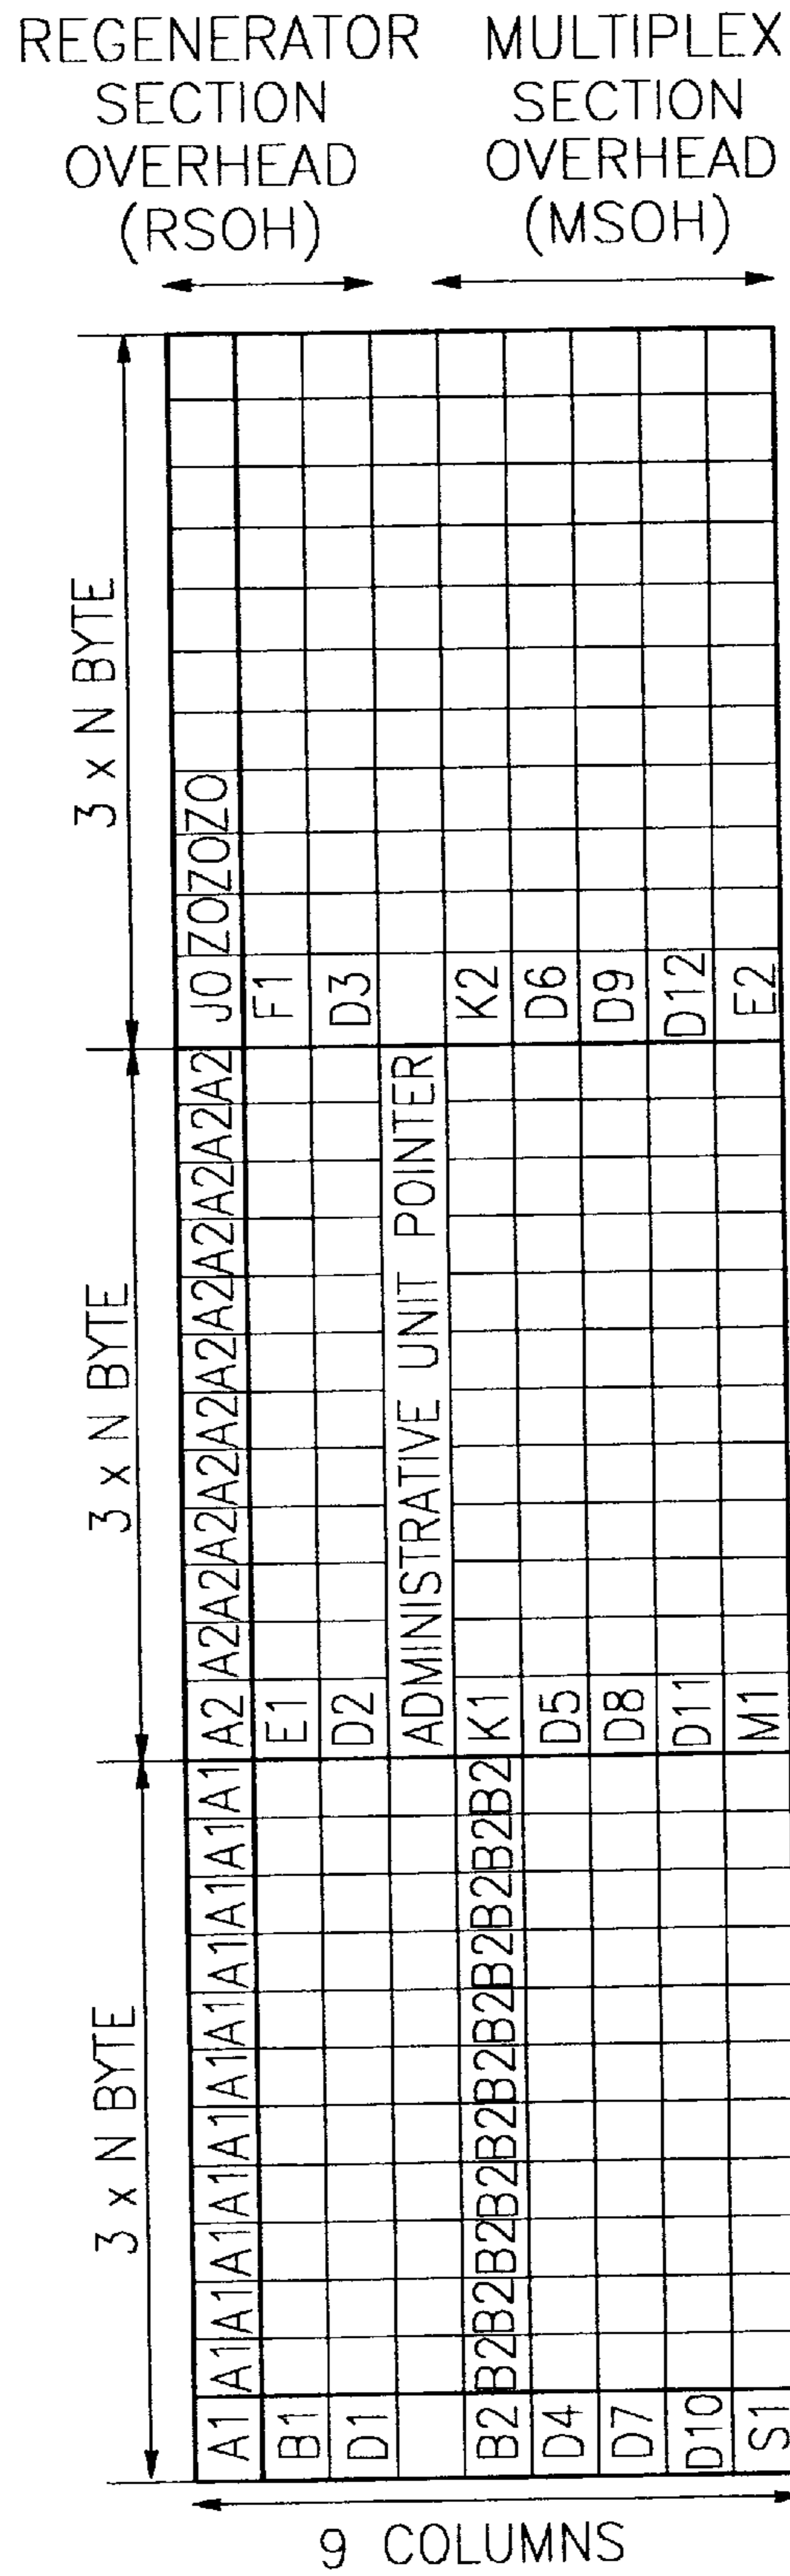 REGENERATOR
SECTION
OVERHEAD
(RSOH)
MULTIPLEX
SECTION
OVERHEAD
(MSOH)
3 x N BYTE
3 x N BYTE
3 x N BYTE
A1 A1 A1 A1 A1 A1 A1 A1 A1 A1 A1 A1 A2 A2 A2 A2 A2 A2 A2 A2 A2 A2 A2 A2 J0 Z0 Z0 Z0
B1 E1 F1
D1 D2 D3
ADMINISTRATIVE UNIT POINTER
B2 B2 B2 B2 B2 B2 B2 B2 B2 B2 B2 B2 K1 K2
D4 D5 D6
D7 D8 D9
D10 D11 D12
S1 M1 E2
9 COLUMNS